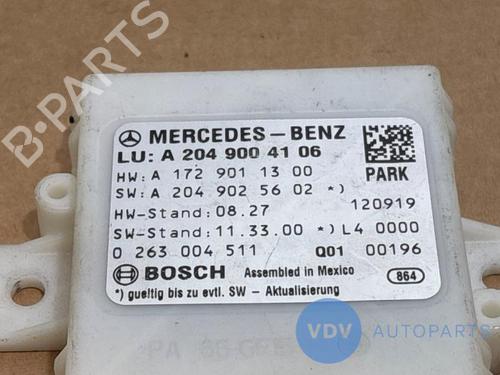 B-PARTS
MERCEDES-BENZ
LU: A 204 900 41 06
HW: A 172 901 13 00
PARK
SW: A 204 902 56 02 *)
HW-Stand: 08.27
120919
SW-Stand: 11.33.00 *) L4 0000
0 263 004 511 Q01 00196
BOSCH Assembled in Mexico 864
*) gueltig bis zu evtl. SW - Aktualisierung
VDV AUTOPARTS